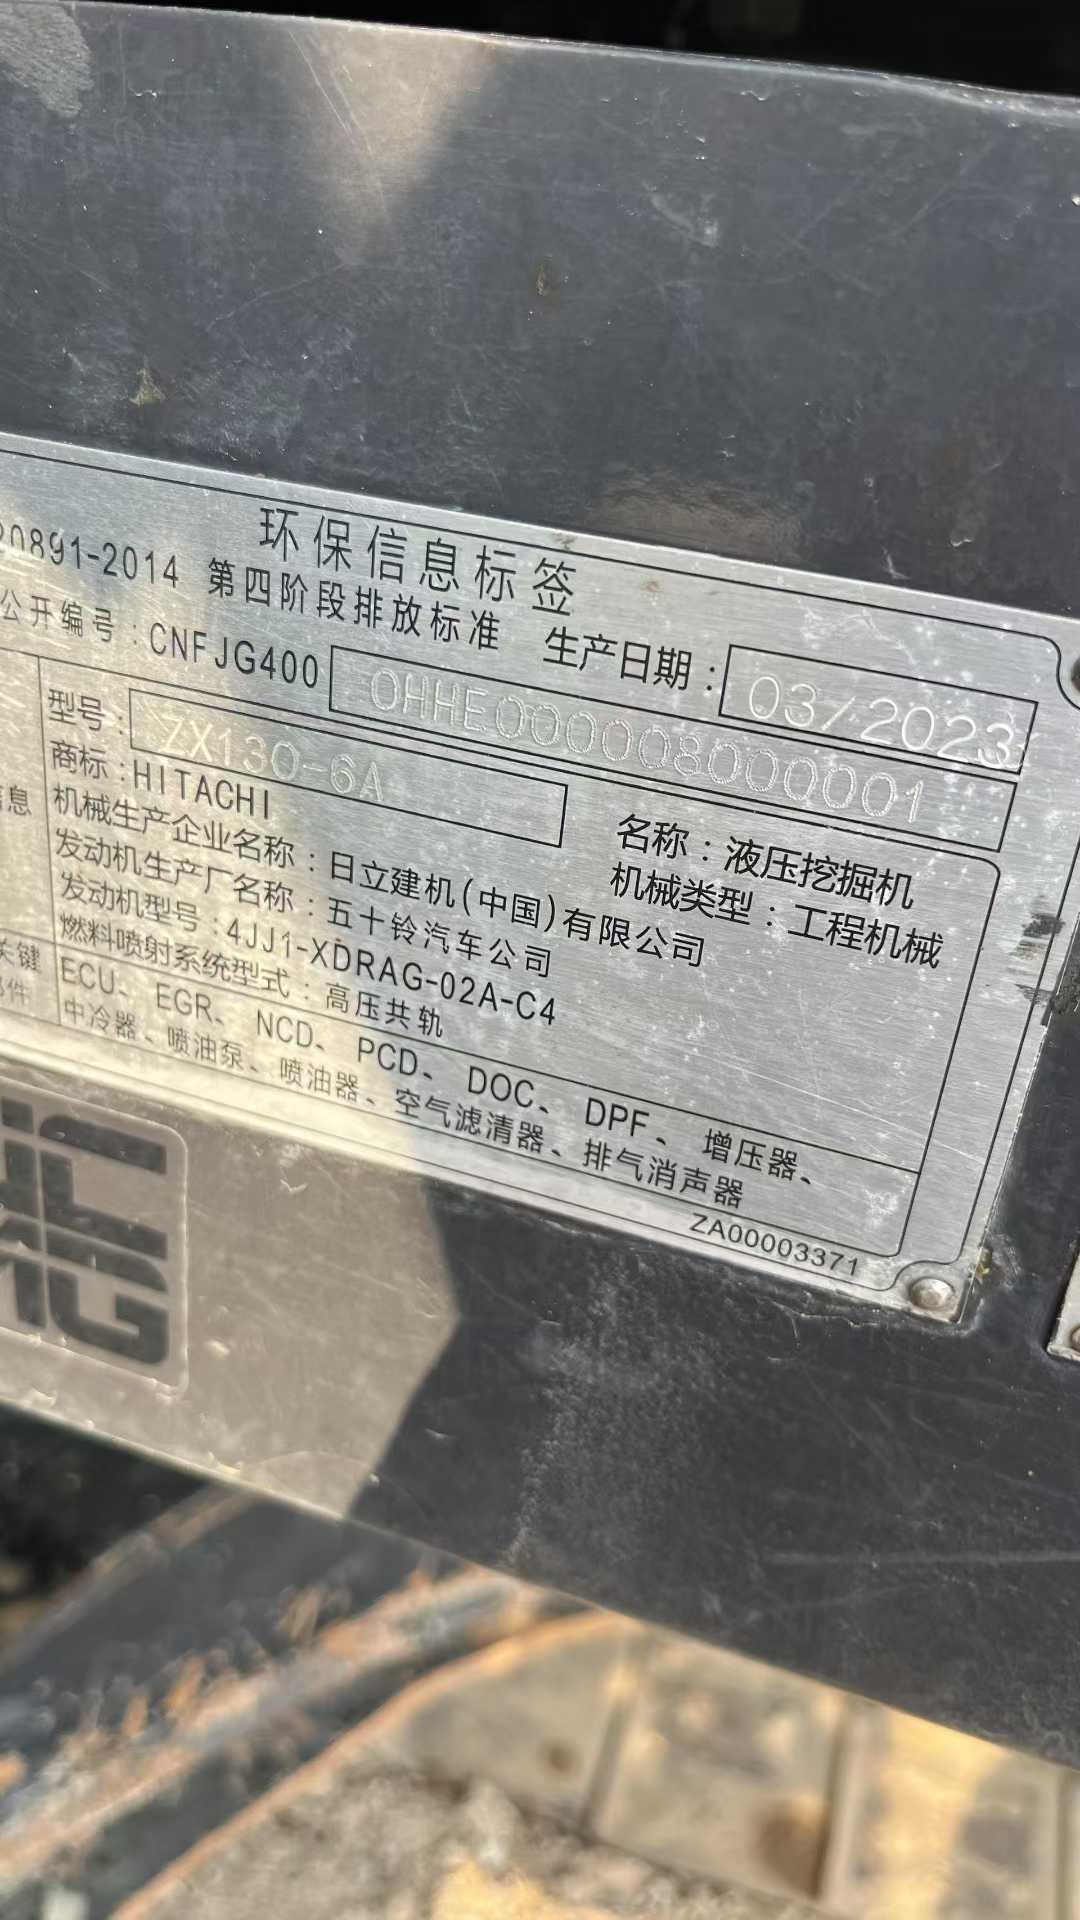 环保信息标签
20891-2014 第四阶段排放标准 生产日期：03/2023
公开编号：CNFJG400 0HHE000008000001
型号：ZX130-6A 名称：液压挖掘机
商标：HITACHI 机械类型：工程机械
机械生产企业名称：日立建机(中国)有限公司
发动机生产厂名称：五十铃汽车公司
发动机型号：4JJ1-XDRAG-02A-C4
燃料喷射系统型式：高压共轨
息
关键
件
ECU、EGR、NCD、PCD、DOC、DPF、增压器、
中冷器、喷油泵、喷油器、空气滤清器、排气消声器
ZA00003371